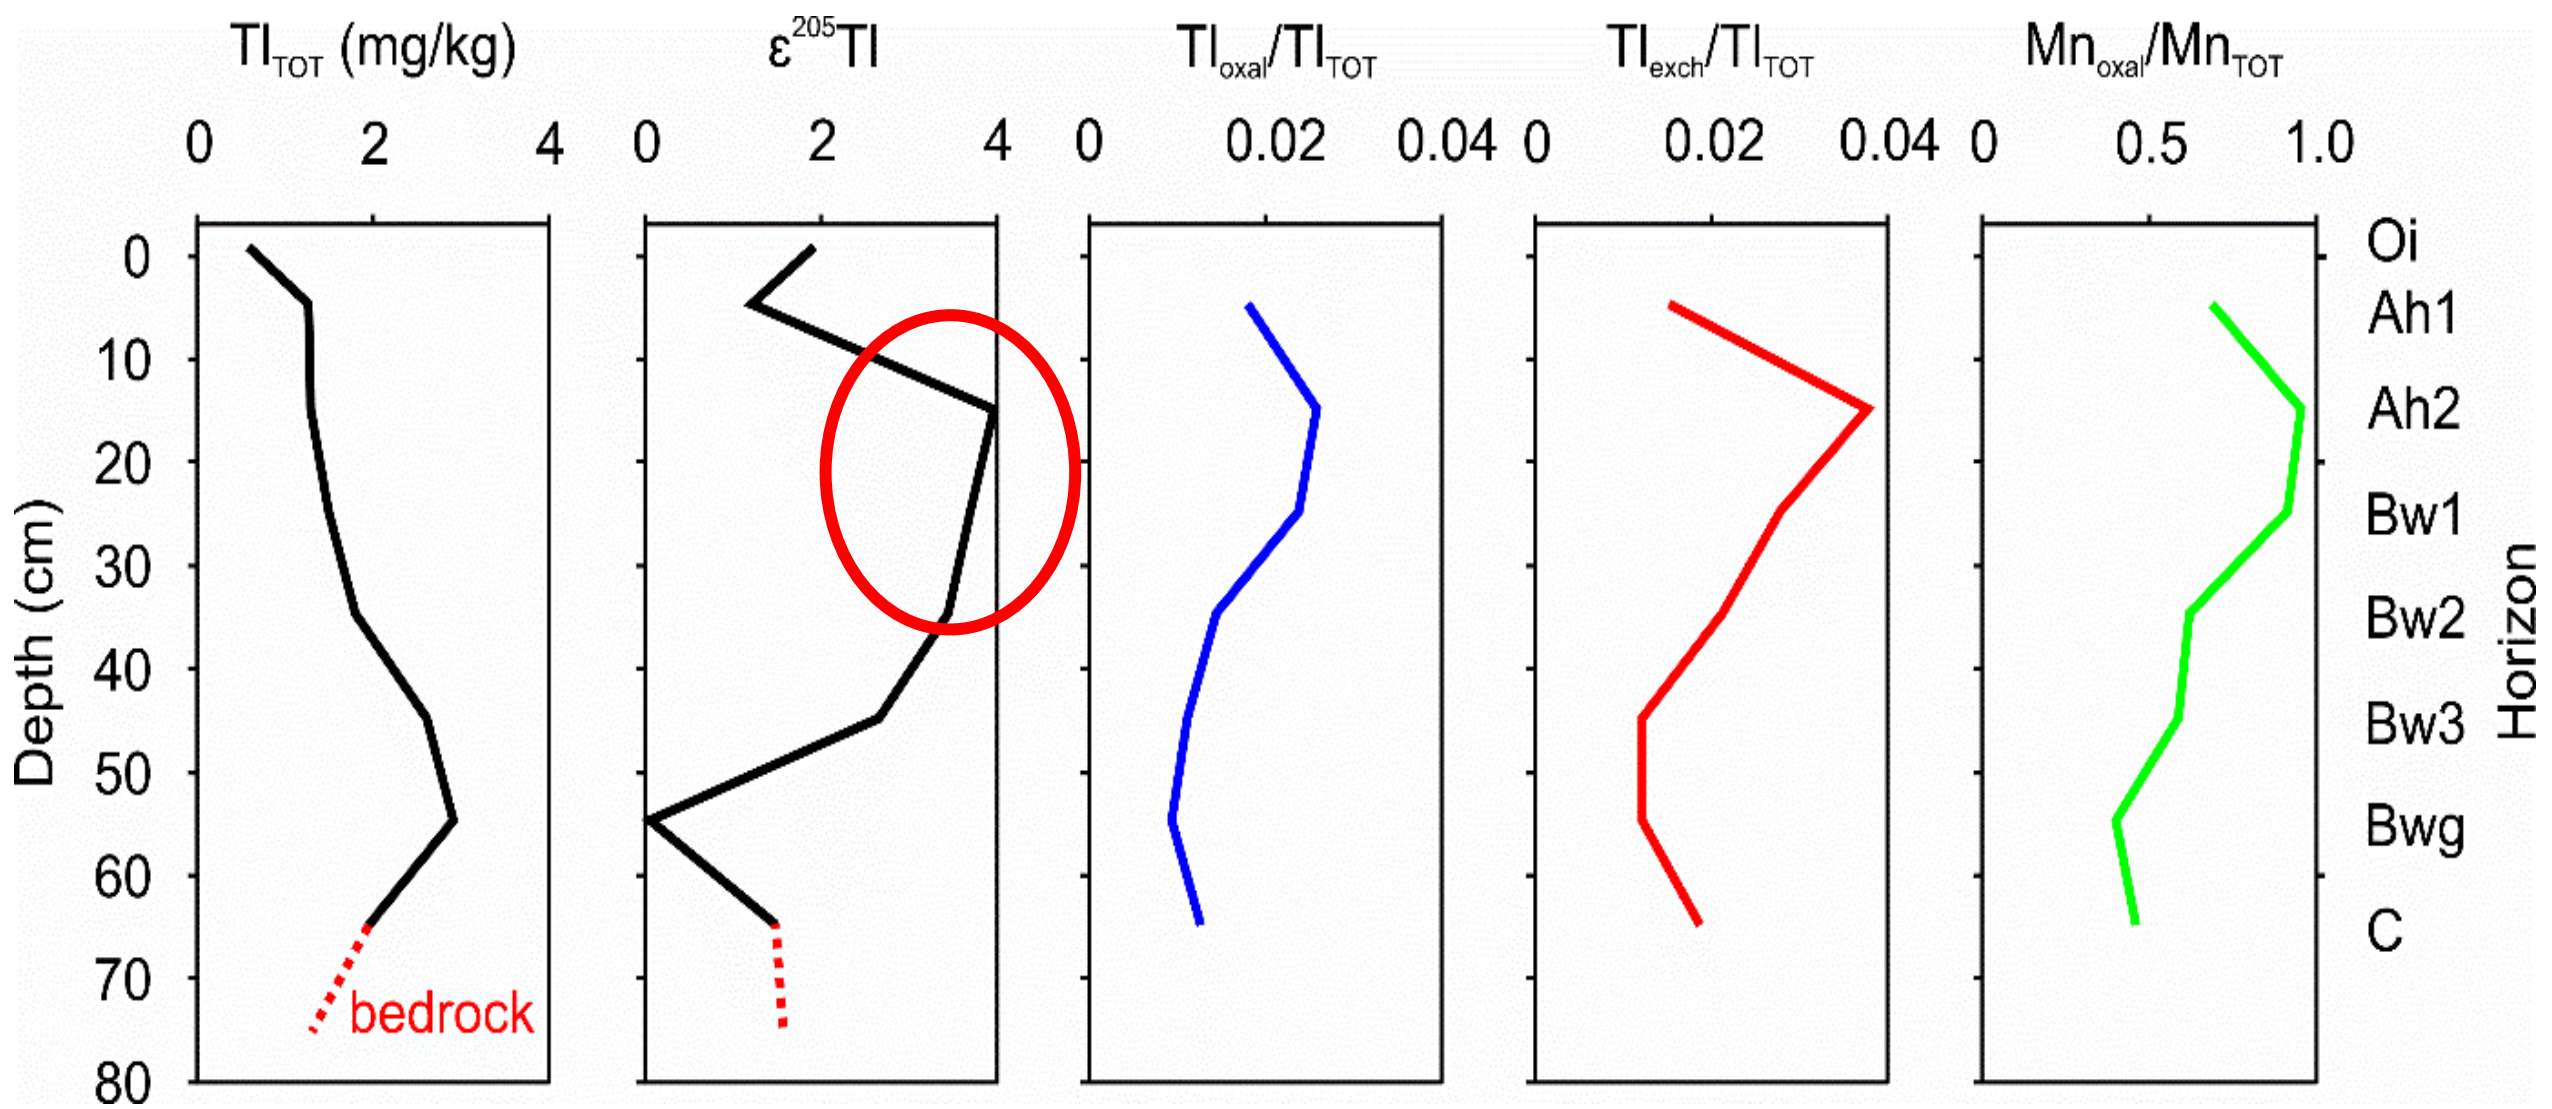 Tl_TOT (mg/kg)
ε²⁰⁵Tl
Tl_oxal/Tl_TOT
Tl_exch/Tl_TOT
Mn_oxal/Mn_TOT
0 2 4
0 2 4
0 0.02 0.04
0 0.02 0.04
0 0.5 1.0
Depth (cm)
0
10
20
30
40
50
60
70
80
bedrock
Oi
Ah1
Ah2
Bw1
Bw2
Bw3
Bwg
C
Horizon